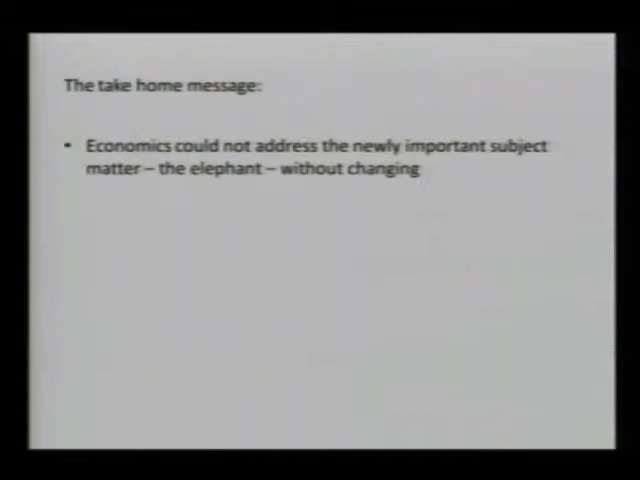 The take home message:
• Economics could not address the newly important subject
matter – the elephant – without changing